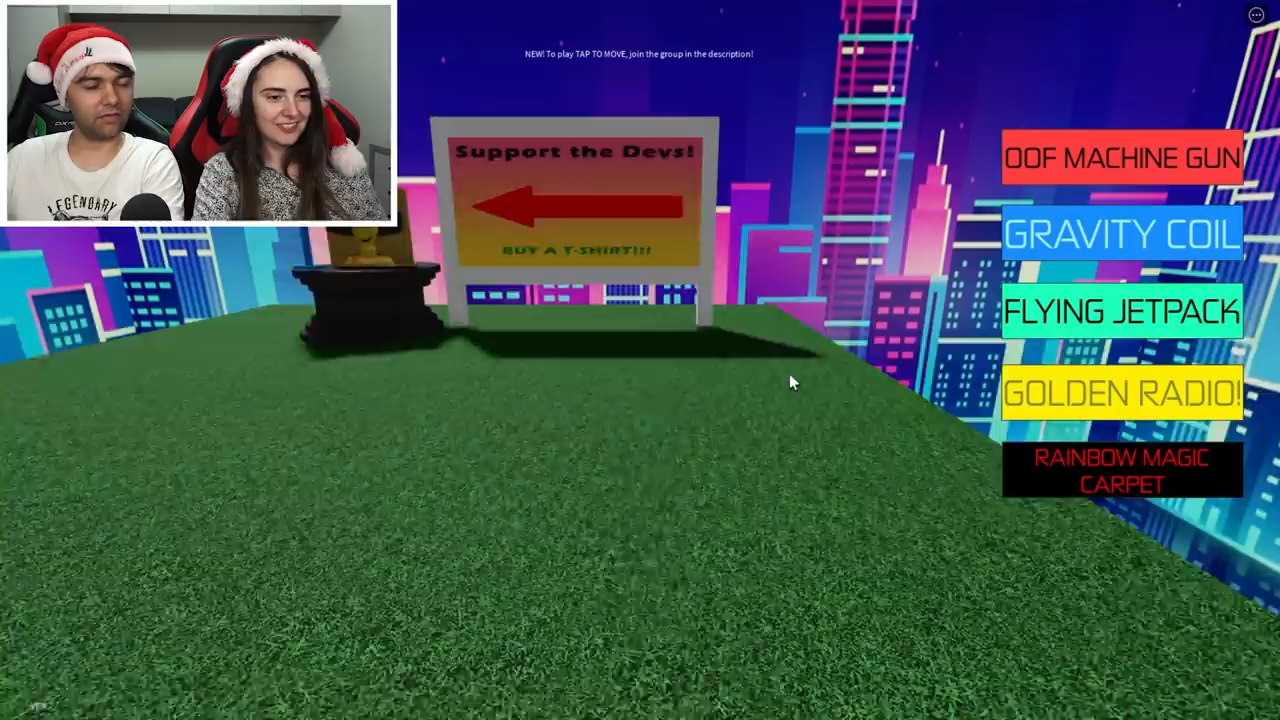 NEW! To play TAP TO MOVE, join the group in the description!
Support the Devs!
BUY A T-SHIRT!!!
OOF MACHINE GUN
GRAVITY COIL
FLYING JETPACK
GOLDEN RADIO!
RAINBOW MAGIC
CARPET
LEGENDARY